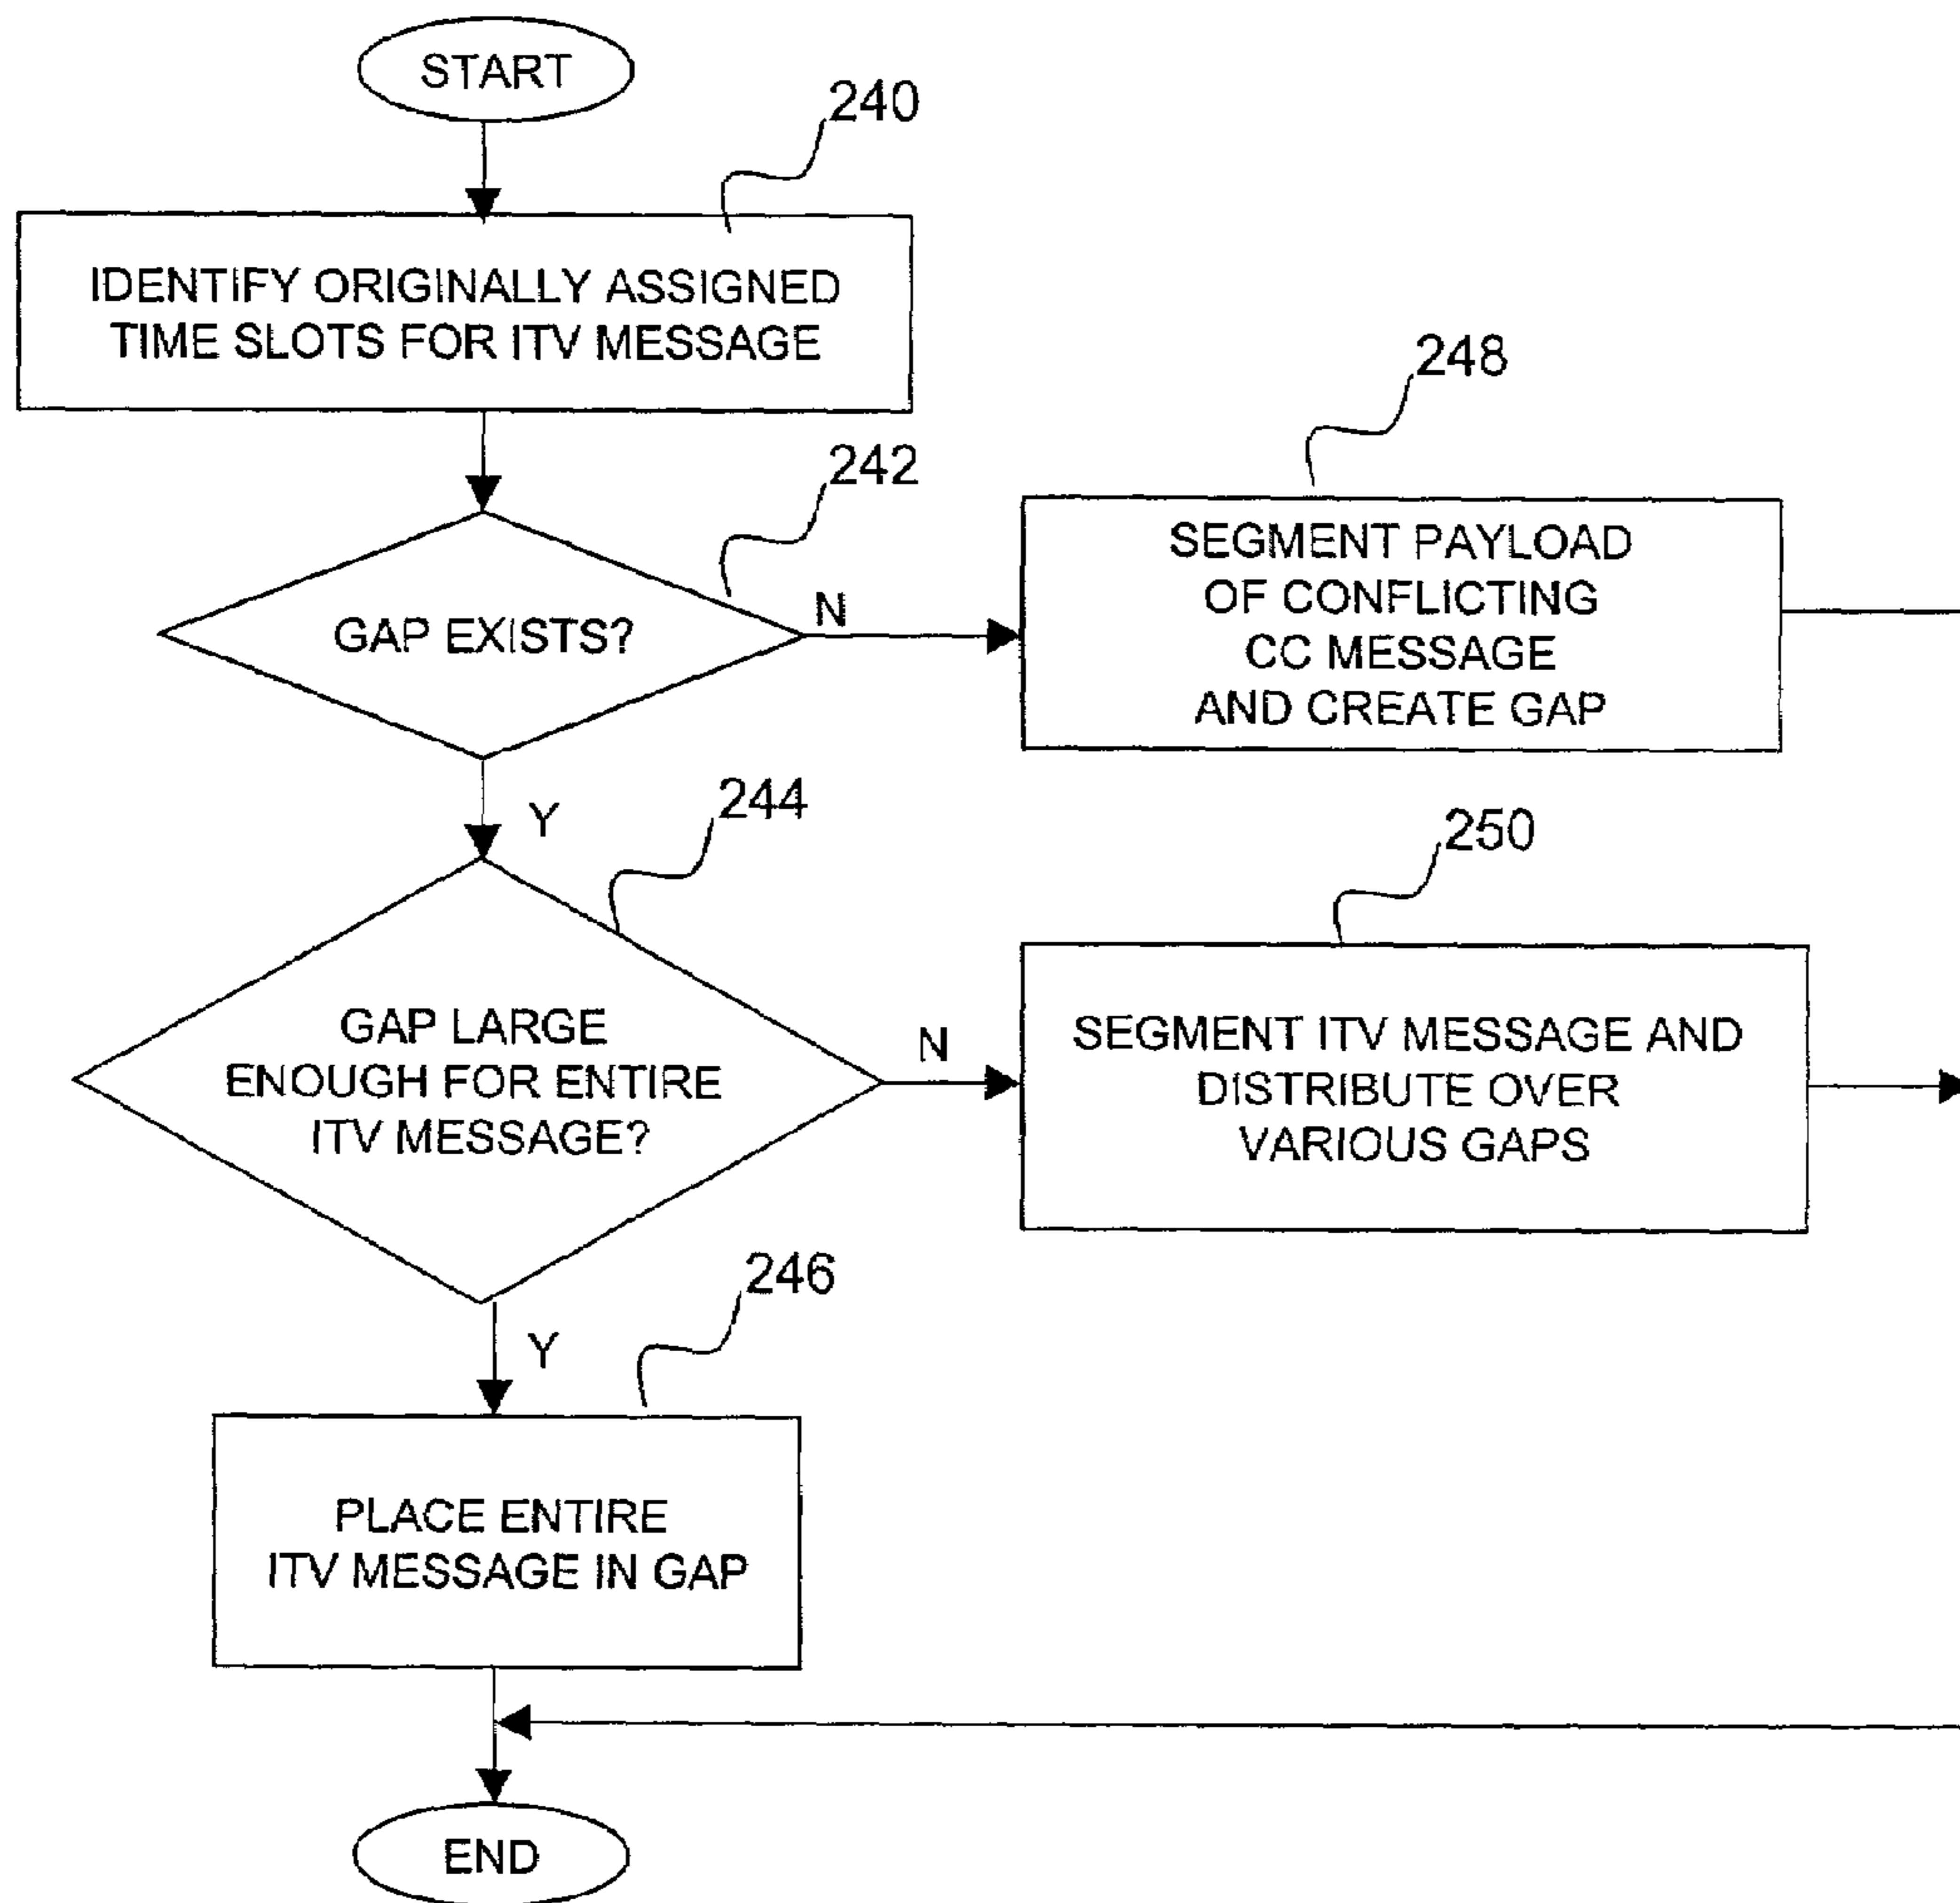 START
240
IDENTIFY ORIGINALLY ASSIGNED
TIME SLOTS FOR ITV MESSAGE
242
GAP EXISTS?
N
248
SEGMENT PAYLOAD
OF CONFLICTING
CC MESSAGE
AND CREATE GAP
Y
244
GAP LARGE
ENOUGH FOR ENTIRE
ITV MESSAGE?
N
250
SEGMENT ITV MESSAGE AND
DISTRIBUTE OVER
VARIOUS GAPS
Y
246
PLACE ENTIRE
ITV MESSAGE IN GAP
END